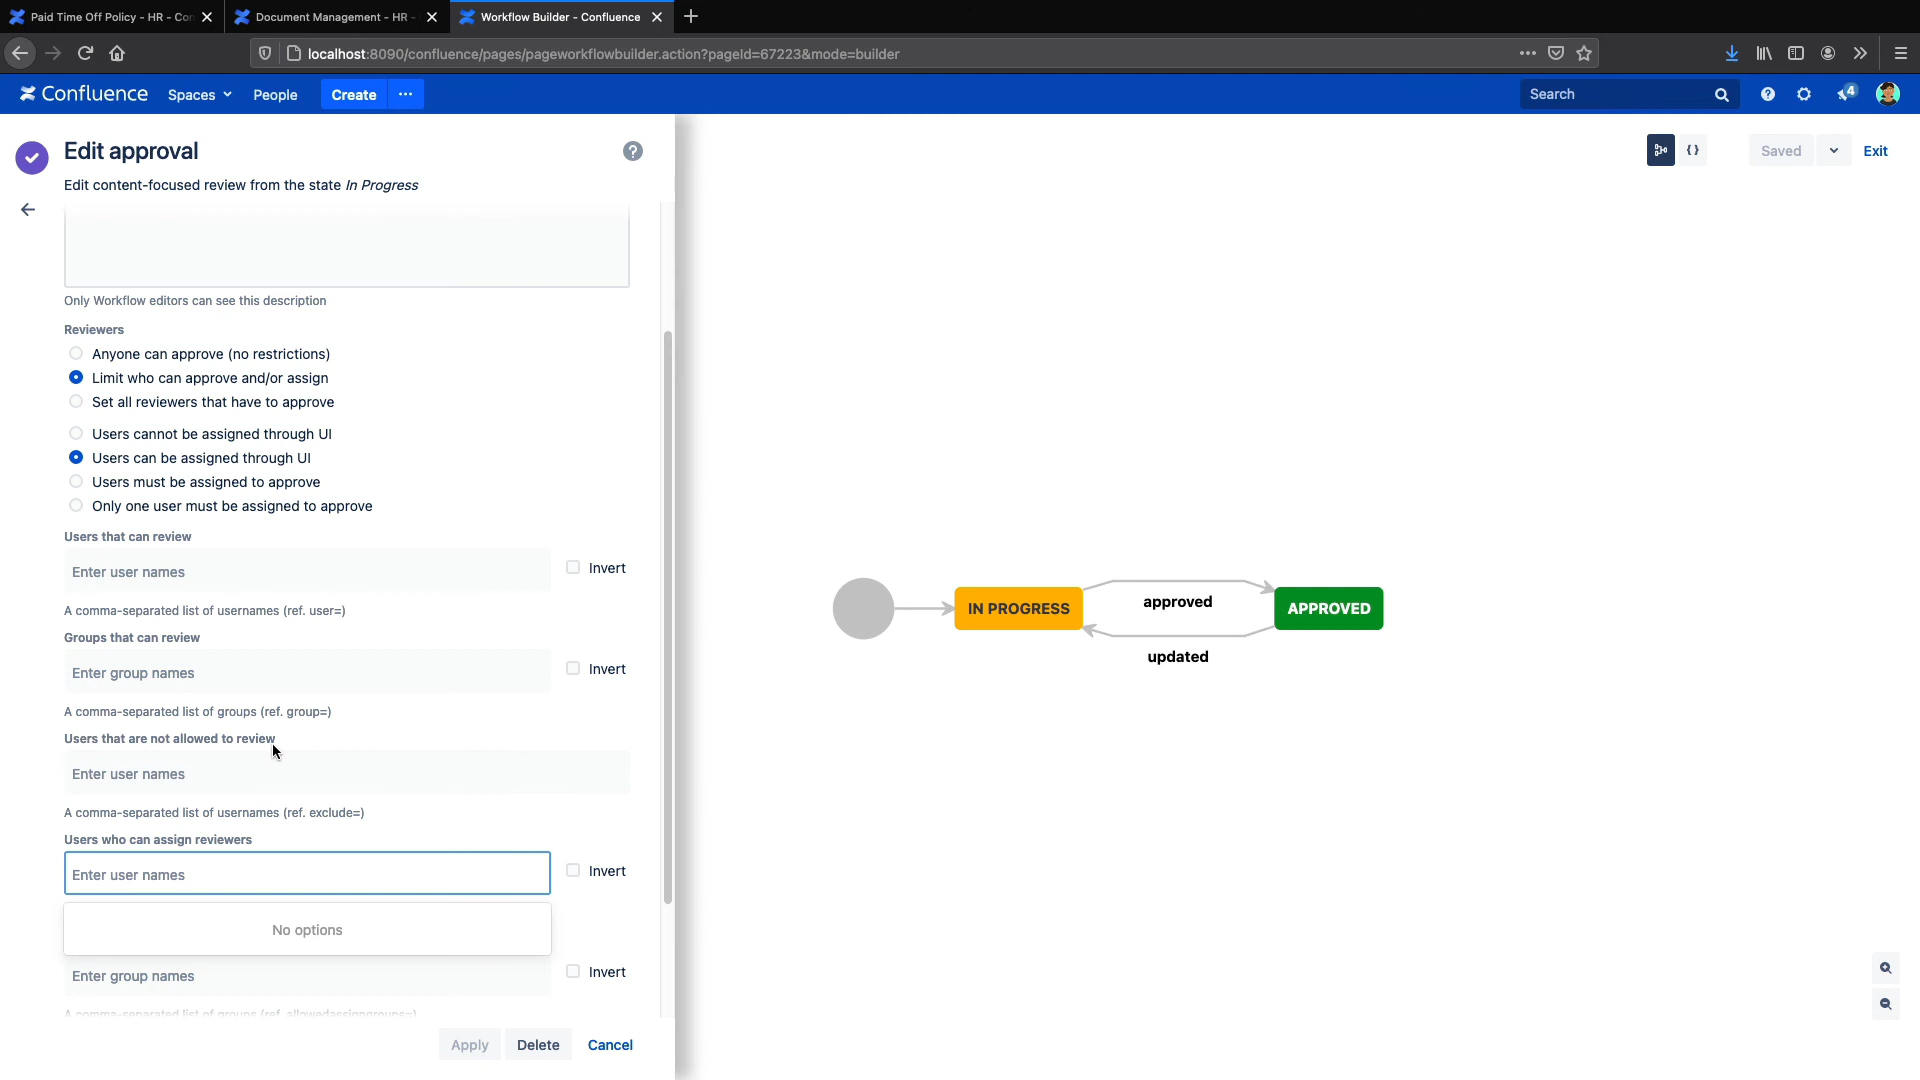 Paid Time Off Policy - HR - Con
Document Management - HR -
Workflow Builder - Confluence
localhost:8090/confluence/pages/pageworkflowbuilder.action?pageId=67223&mode=builder
Confluence
Spaces
People
Create
Search
4
Edit approval
Edit content-focused review from the state In Progress
{ }
Saved
Exit
Only Workflow editors can see this description
Reviewers
Anyone can approve (no restrictions)
Limit who can approve and/or assign
Set all reviewers that have to approve
Users cannot be assigned through UI
Users can be assigned through UI
Users must be assigned to approve
Only one user must be assigned to approve
Users that can review
Enter user names
Invert
A comma-separated list of usernames (ref. user=)
Groups that can review
Enter group names
Invert
A comma-separated list of groups (ref. group=)
Users that are not allowed to review
Enter user names
A comma-separated list of usernames (ref. exclude=)
Users who can assign reviewers
Enter user names
Invert
No options
Enter group names
Invert
A comma-separated list of groups (ref. allowedassigngroups=)
Apply
Delete
Cancel
IN PROGRESS
approved
APPROVED
updated